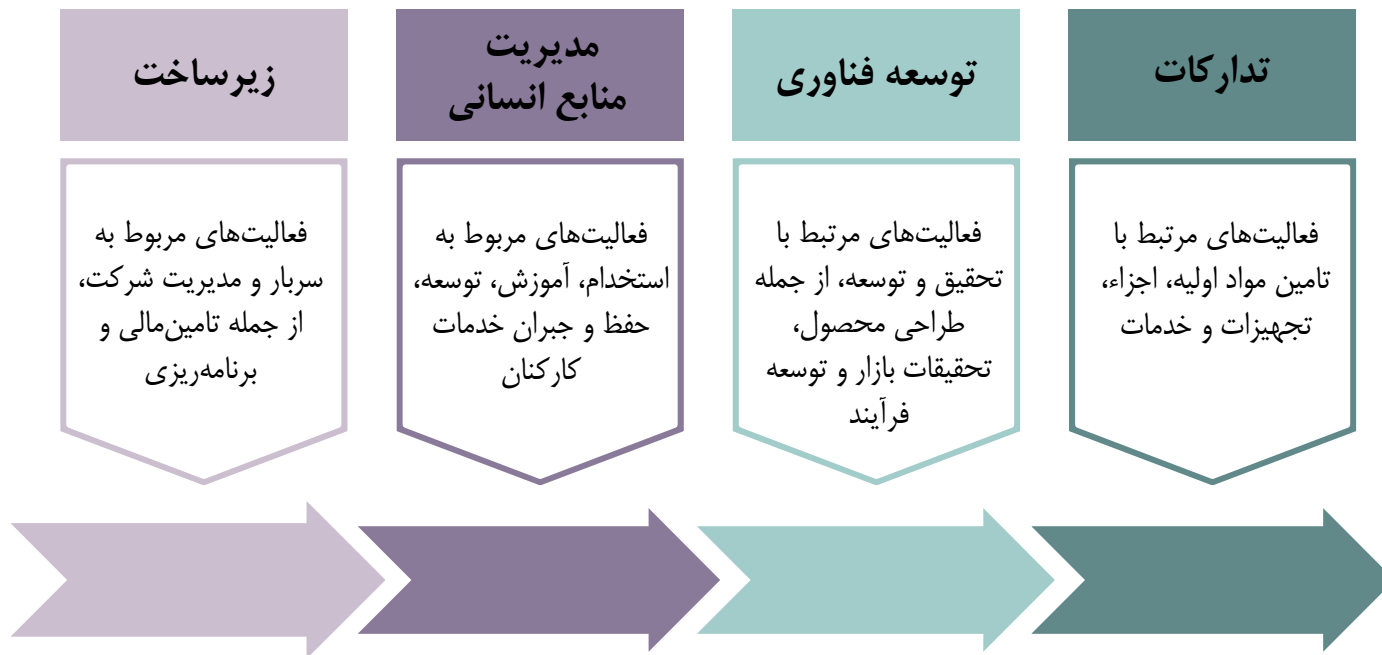 تدارکات
فعالیت‌های مرتبط با
تامین مواد اولیه، اجزاء،
تجهیزات و خدمات
توسعه فناوری
فعالیت‌های مرتبط با
تحقیق و توسعه، از جمله
طراحی محصول،
تحقیقات بازار و توسعه
فرآیند
مدیریت
منابع انسانی
فعالیت‌های مربوط به
استخدام، آموزش، توسعه،
حفظ و جبران خدمات
کارکنان
زیرساخت
فعالیت‌های مربوط به
سربار و مدیریت شرکت،
از جمله تامین‌مالی و
برنامه‌ریزی